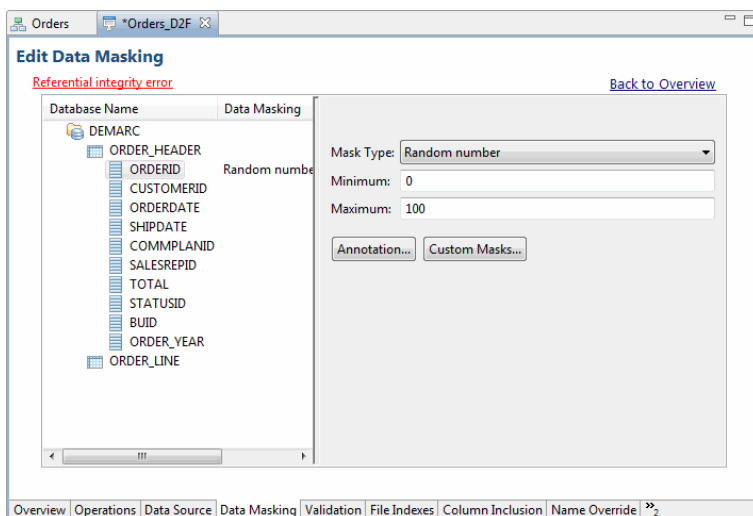 Orders *Orders_D2F
Edit Data Masking
Referential integrity error Back to Overview
Database Name Data Masking
DEMARC
ORDER_HEADER
ORDERID Random numbe
CUSTOMERID
ORDERDATE
SHIPDATE
COMMPLANID
SALESREPID
TOTAL
STATUSID
BUID
ORDER_YEAR
ORDER_LINE
Mask Type: Random number
Minimum: 0
Maximum: 100
Annotation... Custom Masks...
Overview Operations Data Source Data Masking Validation File Indexes Column Inclusion Name Override »2